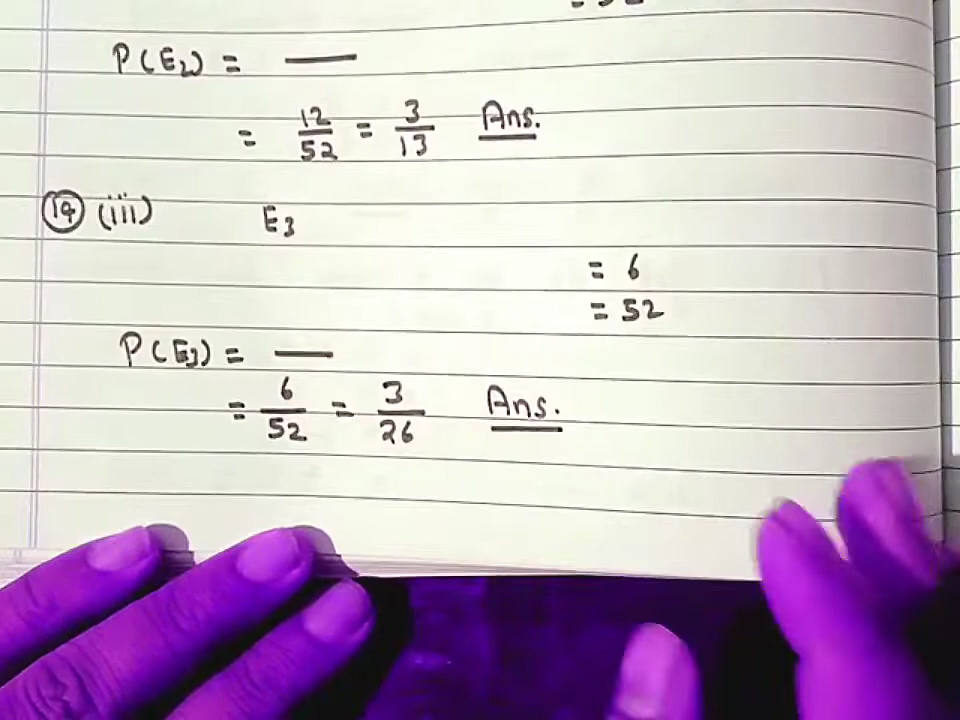 P(E2) = —
= 12/52 = 3/13 Ans.
14 (iii) E3
= 6
= 52
P(E3) = —
= 6/52 = 3/26 Ans.